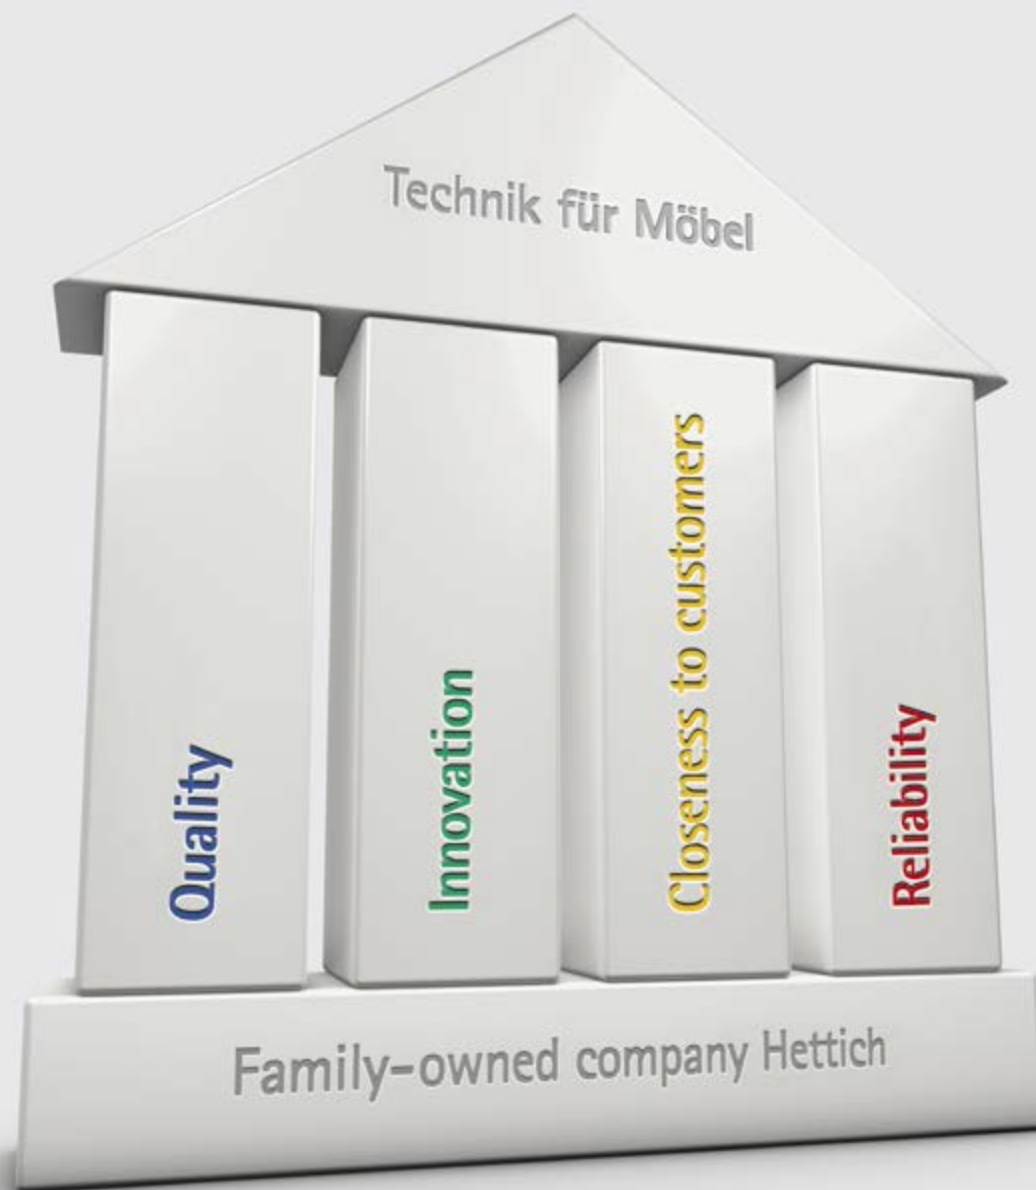 Technik für Möbel
Quality
Innovation
Closeness to customers
Reliability
Family-owned company Hettich